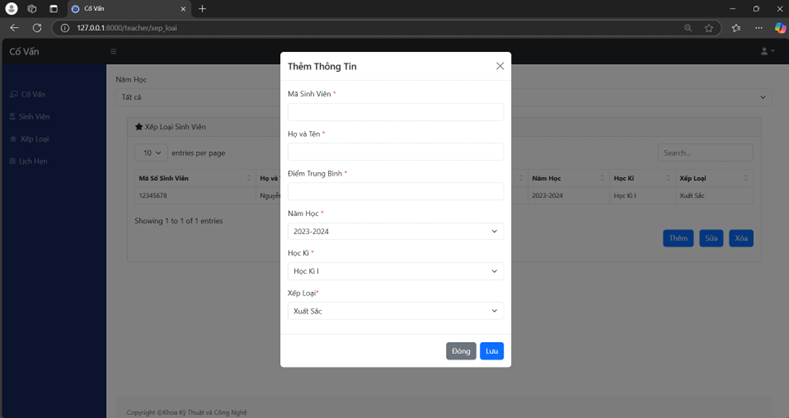 Cố Vấn
127.0.0.1:8000/teacher/xep_loai
Cố Vấn
Cố Vấn
Sinh Viên
Xếp Loại
Lịch Hẹn
Năm Học
Tất cả
Xếp Loại Sinh Viên
10 entries per page
Search...
Mã Số Sinh Viên
Họ và
Năm Học
Học Kì
Xếp Loại
12345678
2023-2024
Học Kì I
Xuất Sắc
Showing 1 to 1 of 1 entries
Thêm Sửa Xóa
Thêm Thông Tin
Mã Sinh Viên *
Họ và Tên *
Điểm Trung Bình *
Năm Học *
2023-2024
Học Kì *
Học Kì I
Xếp Loại*
Xuất Sắc
Đóng Lưu
Copyright ©Khoa Kỹ Thuật và Công Nghệ